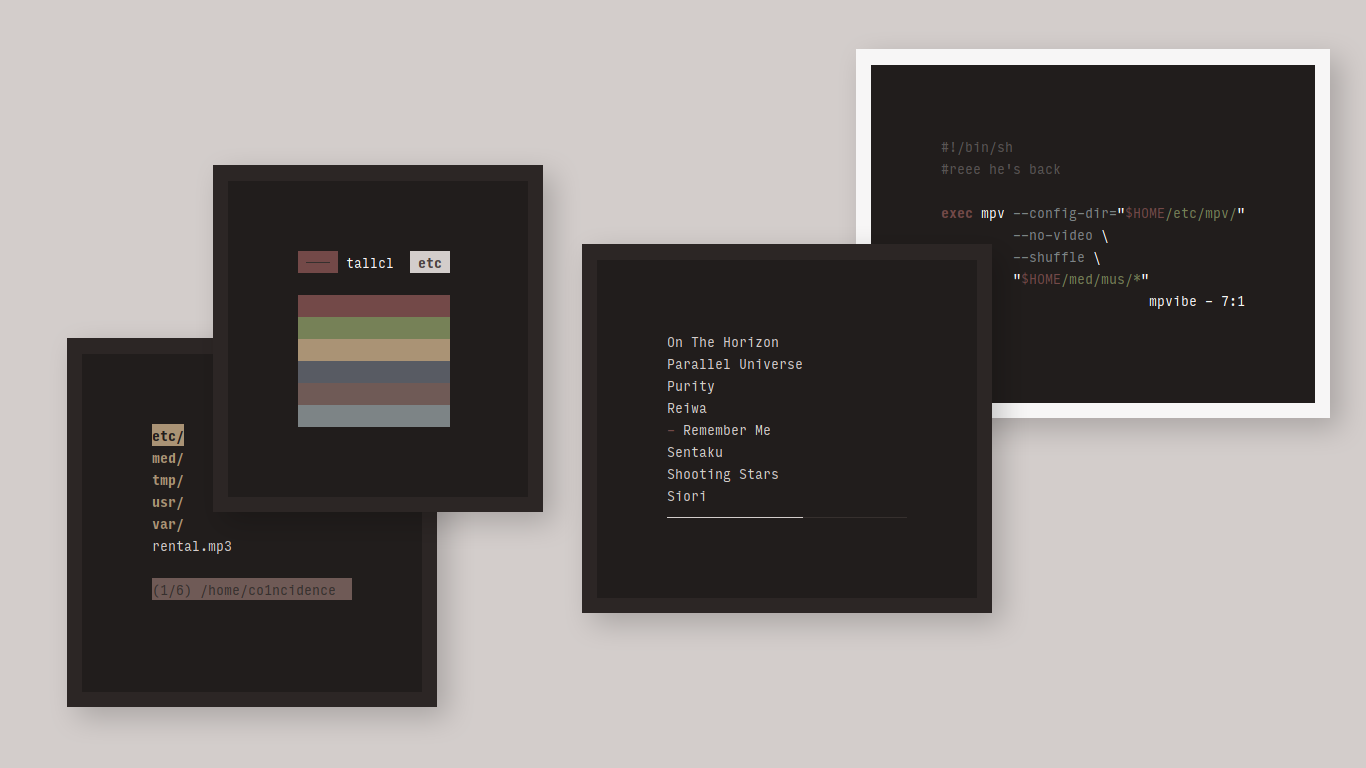 etc/
med/
tmp/
usr/
var/
rental.mp3
(1/6) /home/co1ncidence
tallcl etc
On The Horizon
Parallel Universe
Purity
Reiwa
– Remember Me
Sentaku
Shooting Stars
Siori
#!/bin/sh
#reee he's back
exec mpv --config-dir="$HOME/etc/mpv/"
--no-video \
--shuffle \
"$HOME/med/mus/*"
mpvibe – 7:1